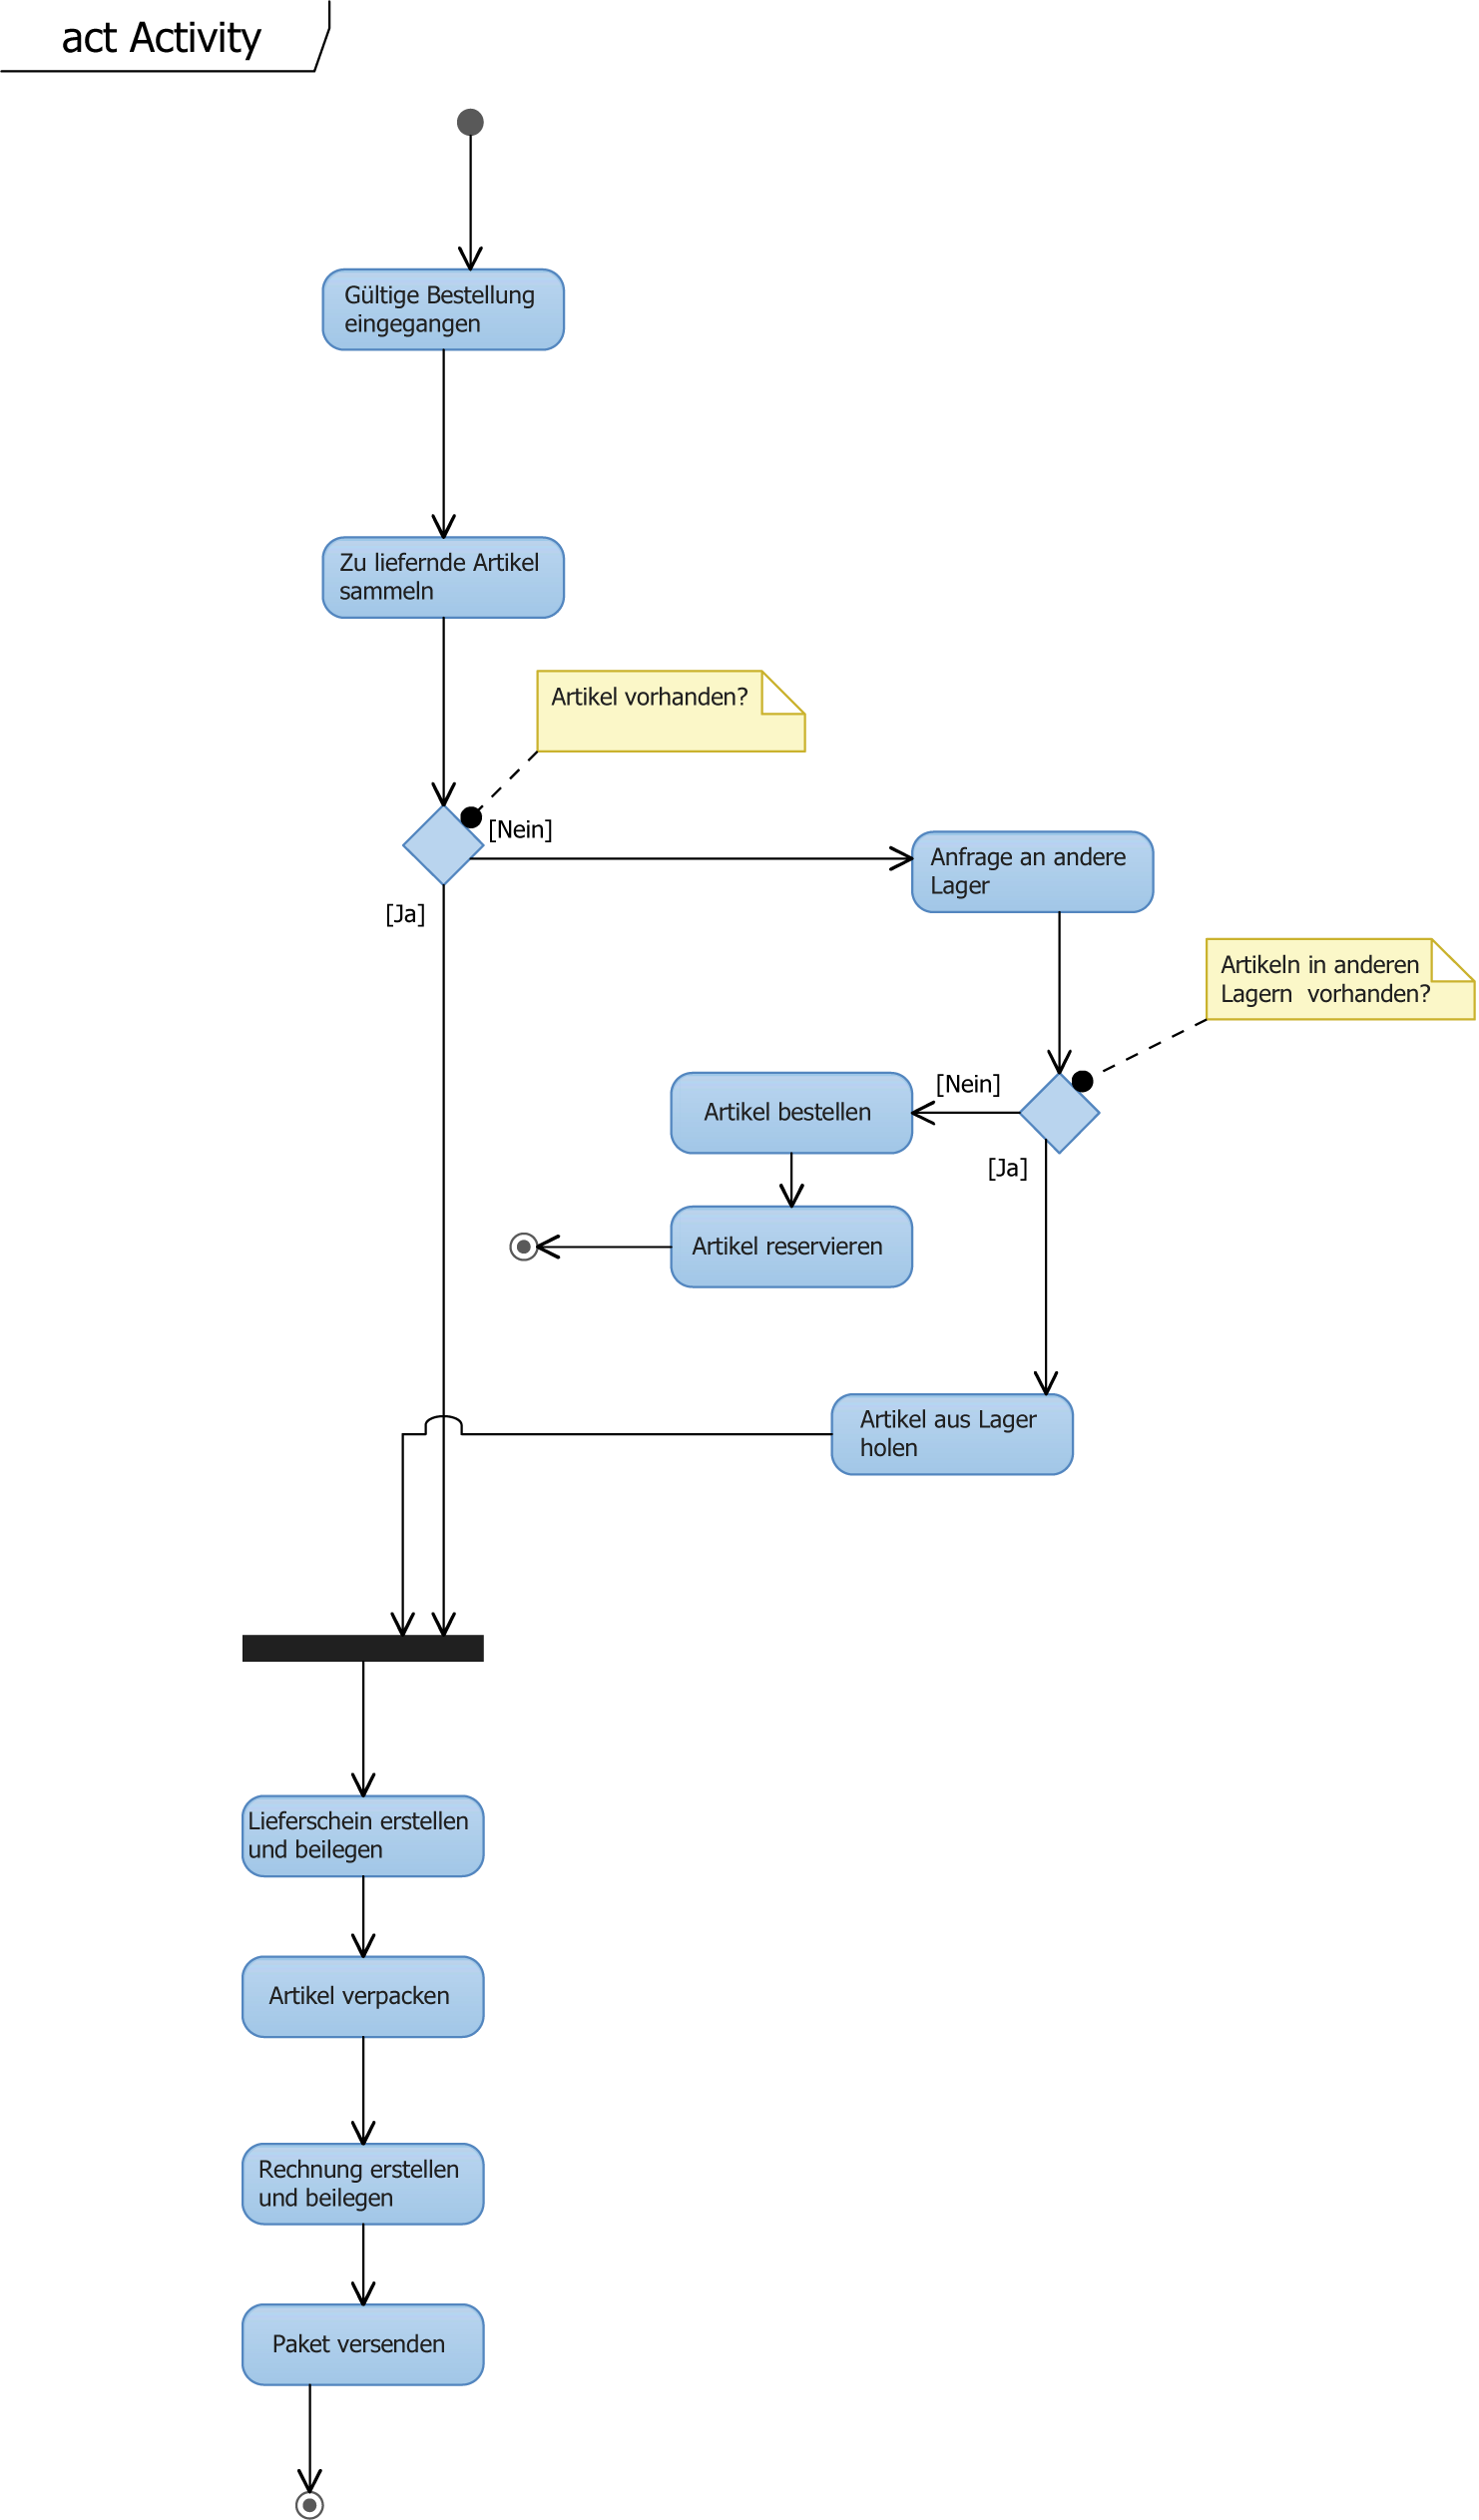 act Activity
Gültige Bestellung
eingegangen
Zu liefernde Artikel
sammeln
Artikel vorhanden?
[Nein]
Anfrage an andere
Lager
[Ja]
Artikeln in anderen
Lagern  vorhanden?
[Nein]
Artikel bestellen
[Ja]
Artikel reservieren
Artikel aus Lager
holen
Lieferschein erstellen
und beilegen
Artikel verpacken
Rechnung erstellen
und beilegen
Paket versenden